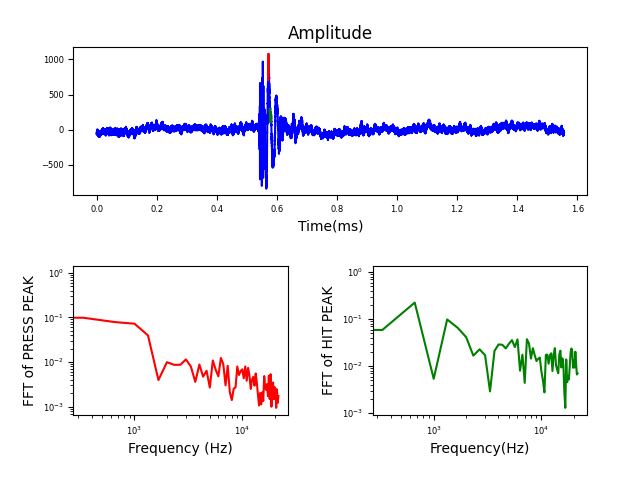 Amplitude
1000
500
0
−500
0.0 0.2 0.4 0.6 0.8 1.0 1.2 1.4 1.6
Time(ms)
FFT of PRESS PEAK
10⁰
10⁻¹
10⁻²
10⁻³
10³ 10⁴
Frequency (Hz)
FFT of HIT PEAK
10⁰
10⁻¹
10⁻²
10⁻³
10³ 10⁴
Frequency(Hz)